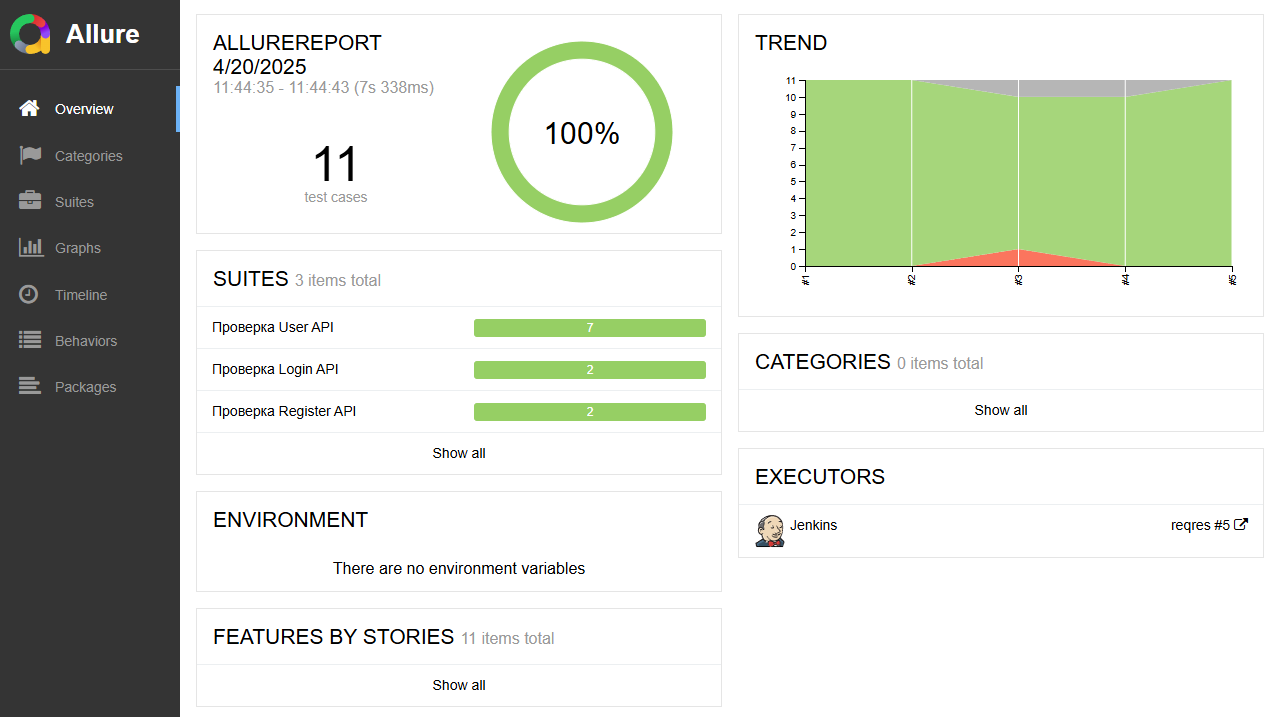 Allure
Overview
Categories
Suites
Graphs
Timeline
Behaviors
Packages
ALLUREREPORT
4/20/2025
11:44:35 - 11:44:43 (7s 338ms)
11
test cases
100%
SUITES 3 items total
Проверка User API 7
Проверка Login API 2
Проверка Register API 2
Show all
ENVIRONMENT
There are no environment variables
FEATURES BY STORIES 11 items total
Show all
TREND
11
10
9
8
7
6
5
4
3
2
1
0
#1
#2
#3
#4
#5
CATEGORIES 0 items total
Show all
EXECUTORS
Jenkins reqres #5